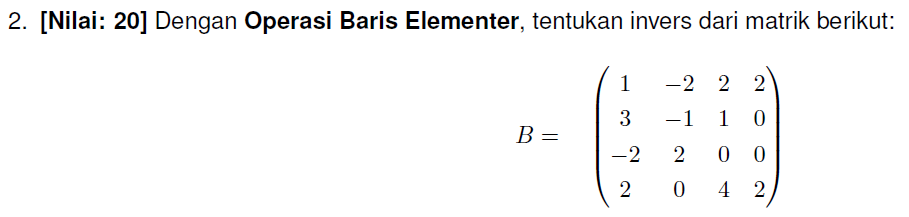 2. [Nilai: 20] Dengan Operasi Baris Elementer, tentukan invers dari matrik berikut:
B = 
1 −2 2 2
3 −1 1 0
−2 2 0 0
2 0 4 2